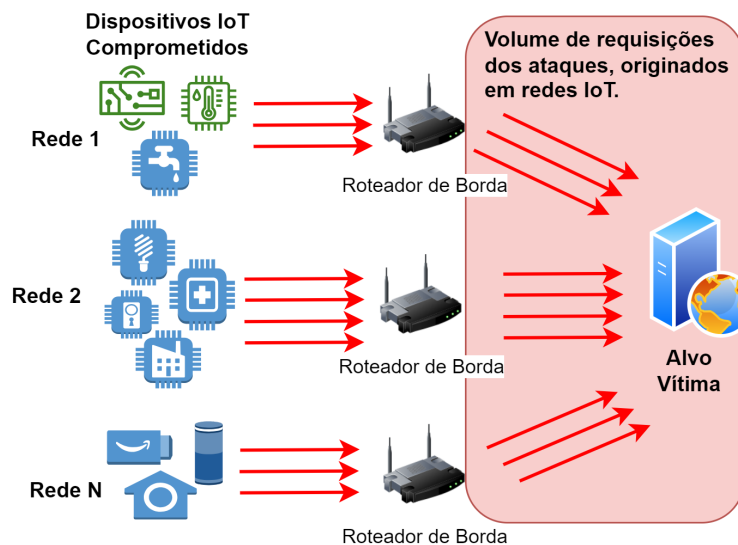 Dispositivos IoT
Comprometidos
Volume de requisições
dos ataques, originados
em redes IoT.
Rede 1
Roteador de Borda
Rede 2
Roteador de Borda
Alvo
Vítima
Rede N
Roteador de Borda